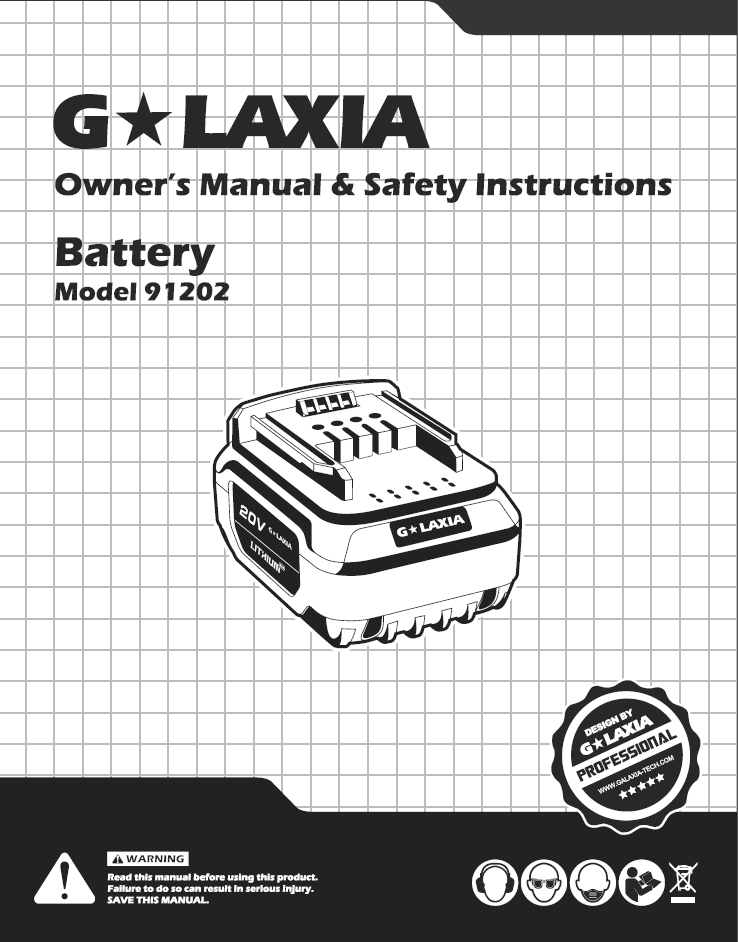 G★LAXIA
Owner's Manual & Safety Instructions
Battery
Model 91202
20V G★LAXIA
LITHIUM
G★LAXIA
DESIGN BY
G★LAXIA
PROFESSIONAL
WWW.GALAXIA-TECH.COM
WARNING
Read this manual before using this product.
Failure to do so can result in serious injury.
SAVE THIS MANUAL.